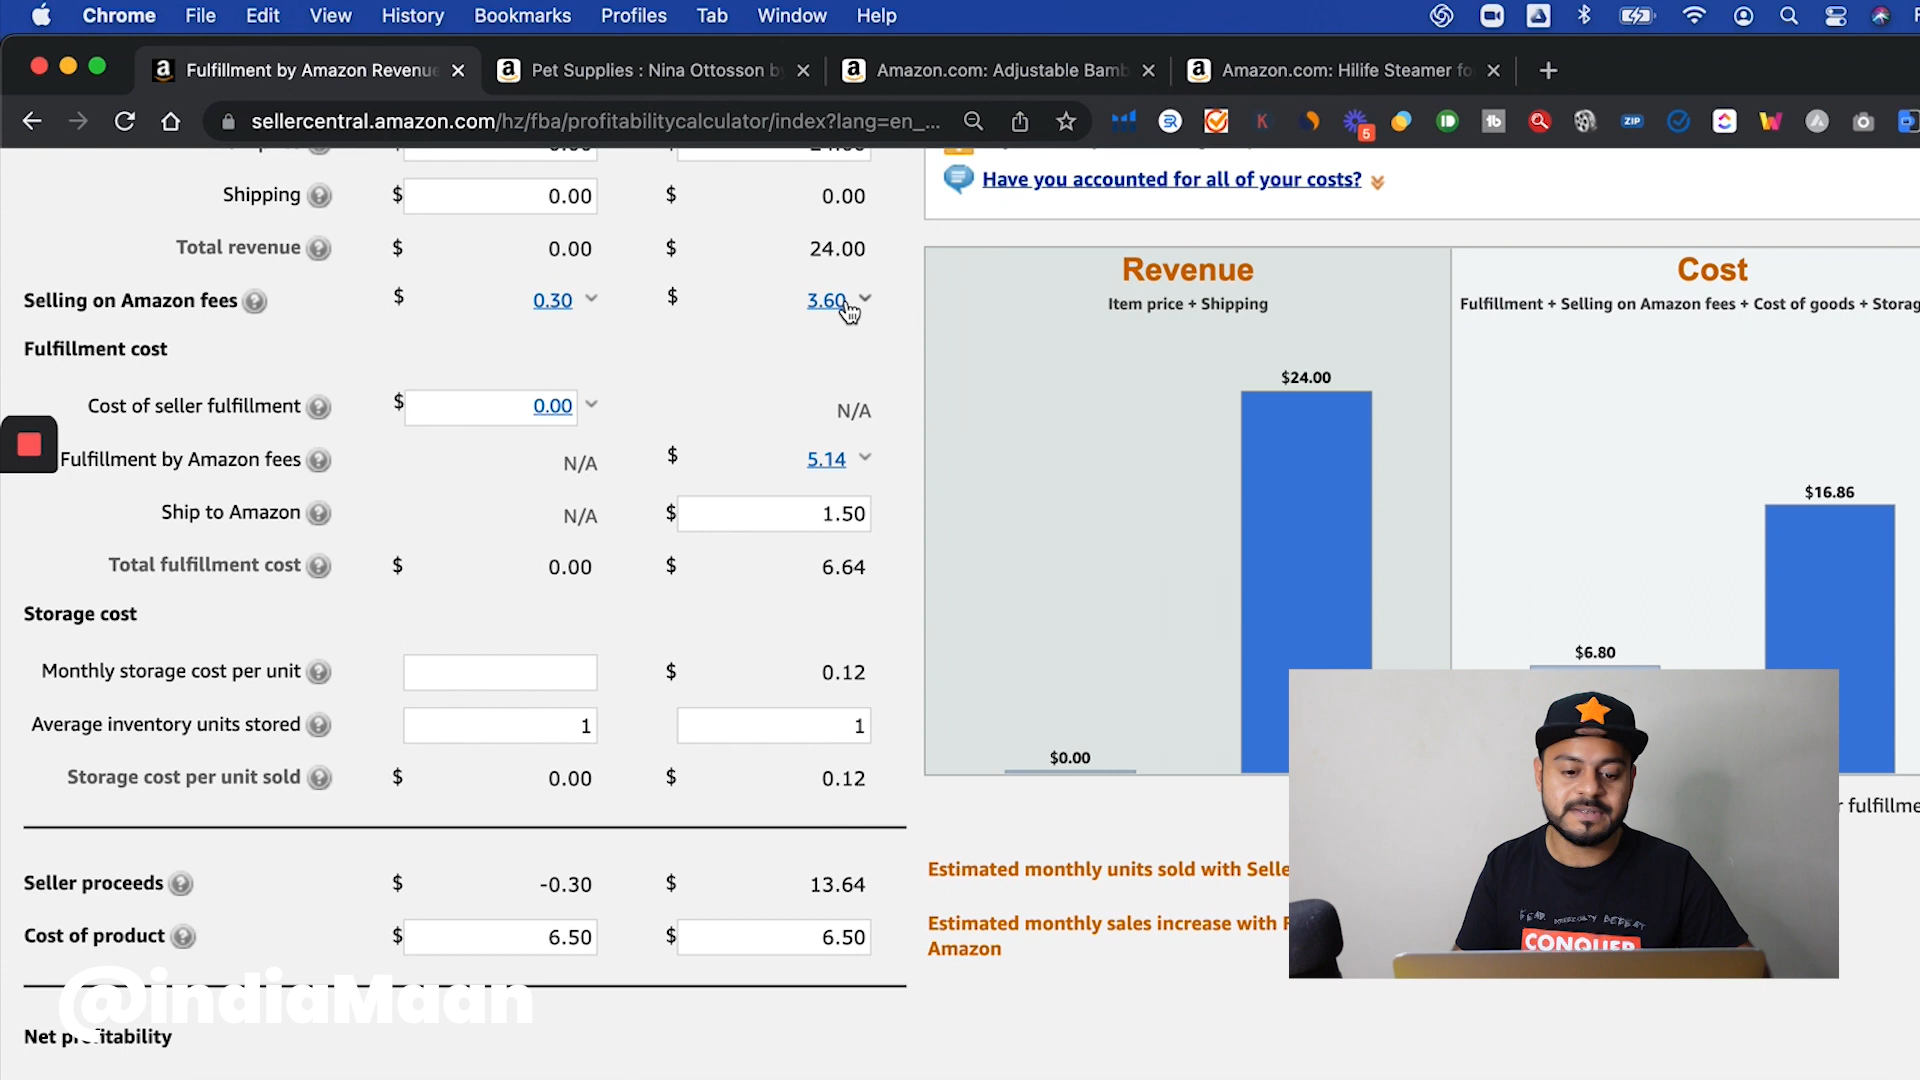 Chrome File Edit View History Bookmarks Profiles Tab Window Help
Fulfillment by Amazon Revenue
Pet Supplies : Nina Ottosson by
Amazon.com: Adjustable Bamb
Amazon.com: Hilife Steamer fo
sellercentral.amazon.com/hz/fba/profitabilitycalculator/index?lang=en_...
5
ZIP
Shipping $ 0.00 $ 0.00
Total revenue $ 0.00 $ 24.00
Selling on Amazon fees $ 0.30 $ 3.60
Fulfillment cost
Cost of seller fulfillment $ 0.00 N/A
Fulfillment by Amazon fees N/A $ 5.14
Ship to Amazon N/A $ 1.50
Total fulfillment cost $ 0.00 $ 6.64
Storage cost
Monthly storage cost per unit $ 0.12
Average inventory units stored 1 1
Storage cost per unit sold $ 0.00 $ 0.12
Seller proceeds $ -0.30 $ 13.64
Cost of product $ 6.50 $ 6.50
@indiaMaan
Net profitability
Have you accounted for all of your costs?
Revenue
Item price + Shipping
$24.00
$0.00
Cost
Fulfillment + Selling on Amazon fees + Cost of goods + Storag
$16.86
$6.80
r fulfillme
Estimated monthly units sold with Selle
Estimated monthly sales increase with F
Amazon
FEAR DEFEAT
CONQUER